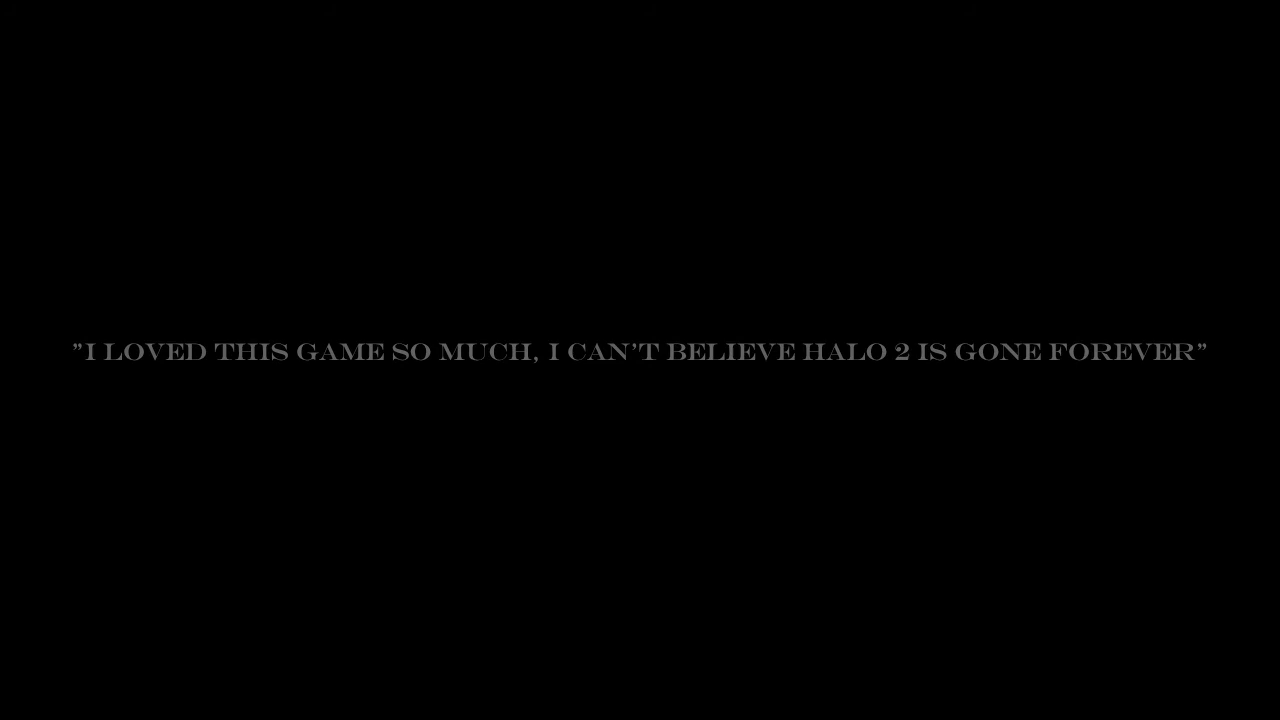 ”I LOVED THIS GAME SO MUCH, I CAN’T BELIEVE HALO 2 IS GONE FOREVER”